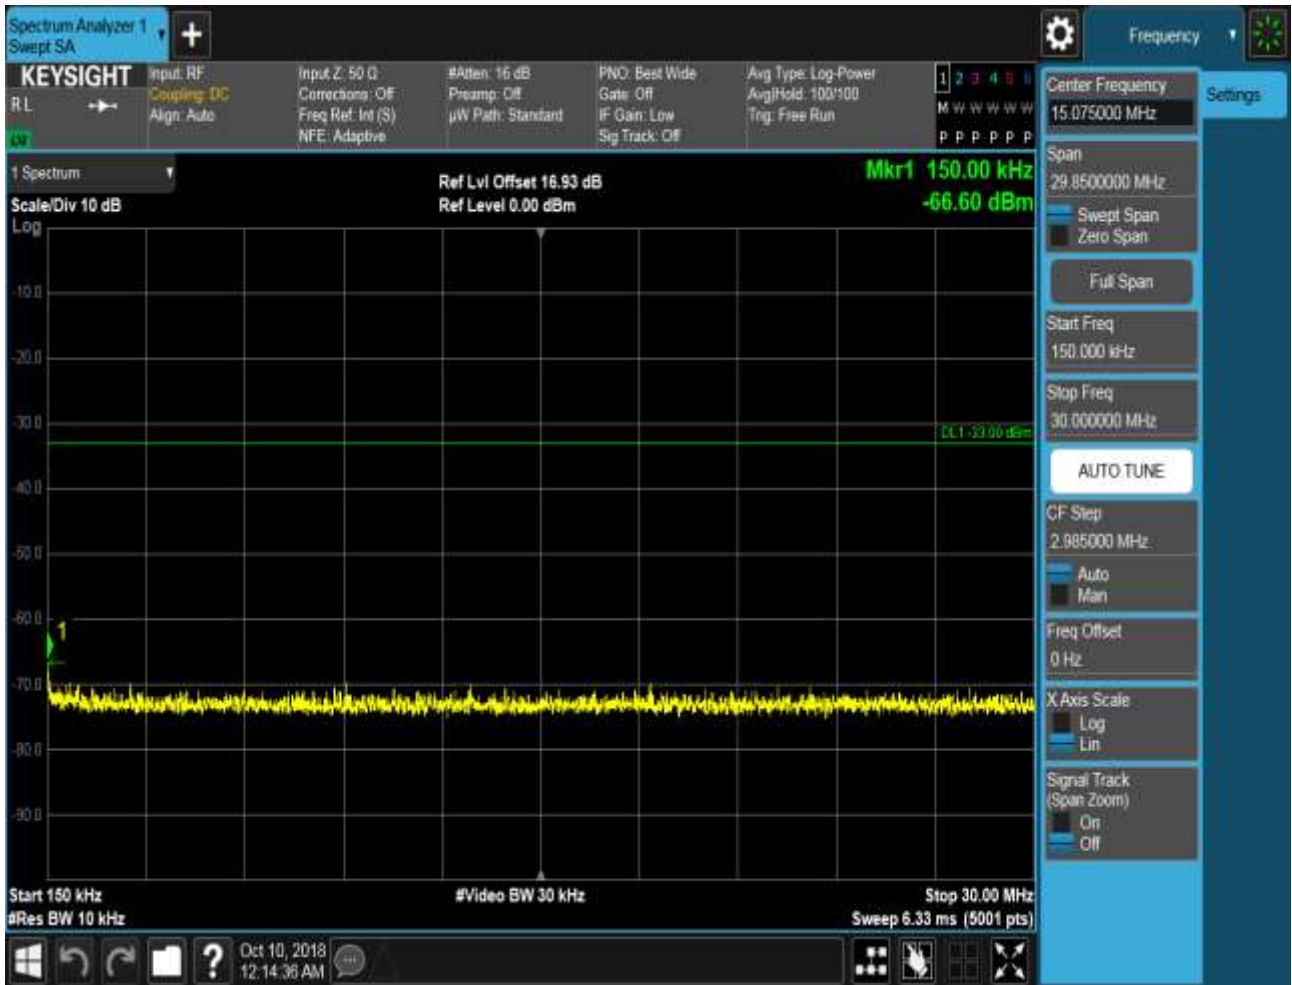 Spectrum Analyzer 1
Swept SA
Frequency
KEYSIGHT
RL
Input: RF
Coupling: DC
Align: Auto
Input Z: 50 Ω
Corrections: Off
Freq Ref: Int (S)
NFE: Adaptive
#Atten: 16 dB
Preamp: Off
µW Path: Standard
PNO: Best Wide
Gate: Off
IF Gain: Low
Sig Track: Off
Avg Type: Log-Power
Avg|Hold: 100/100
Trig: Free Run
1 2 3 4 5 6
M W W W W W
P P P P P P
1 Spectrum
Scale/Div 10 dB
Log
Ref Lvl Offset 16.93 dB
Ref Level 0.00 dBm
Mkr1 150.00 kHz
-66.60 dBm
-10.0
-20.0
-30.0
DL1 -33.00 dBm
-40.0
-50.0
-60.0
1
-70.0
-80.0
-90.0
Start 150 kHz
#Res BW 10 kHz
#Video BW 30 kHz
Stop 30.00 MHz
Sweep 6.33 ms (5001 pts)
Oct 10, 2018
12:14:36 AM
Center Frequency
15.075000 MHz
Settings
Span
29.8500000 MHz
Swept Span
Zero Span
Full Span
Start Freq
150.000 kHz
Stop Freq
30.000000 MHz
AUTO TUNE
CF Step
2.985000 MHz
Auto
Man
Freq Offset
0 Hz
X Axis Scale
Log
Lin
Signal Track
(Span Zoom)
On
Off